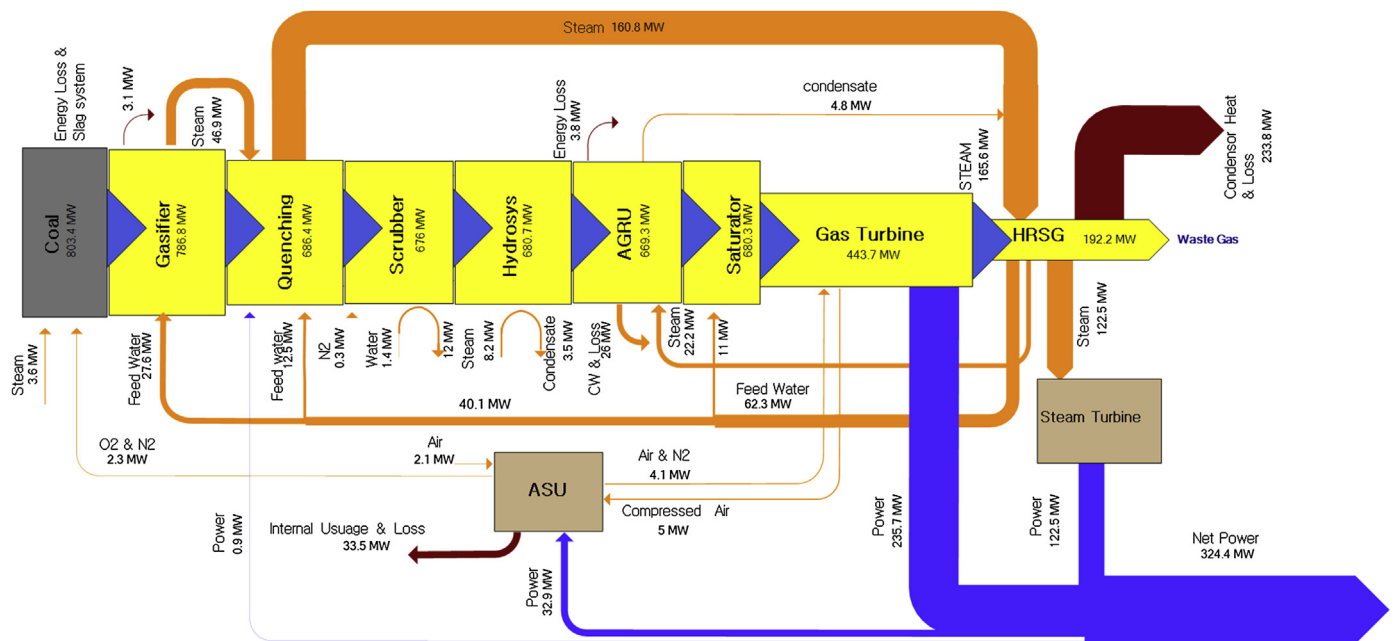 Steam 160.8 MW
Energy Loss &
Slag system
3.1 MW
Steam
46.9 MW
Energy Loss
3.8 MW
condensate
4.8 MW
STEAM
165.6 MW
Condensor Heat
& Loss
233.8 MW
Coal
803.4 MW
Gasifier
786.8 MW
Quenching
686.4 MW
Scrubber
676 MW
Hydrosys
680.7 MW
AGRU
669.3 MW
Saturator
680.3 MW
Gas Turbine
443.7 MW
HRSG 192.2 MW
Waste Gas
Steam
3.6 MW
Feed Water
27.6 MW
Feed water
12.5 MW
N2
0.3 MW
Water
1.4 MW
12 MW
Steam
8.2 MW
Condensate
3.5 MW
CW & Loss
26 MW
Steam
22.2 MW
11 MW
Steam
122.5 MW
40.1 MW
Feed Water
62.3 MW
Steam Turbine
O2 & N2
2.3 MW
Air
2.1 MW
ASU
Air & N2
4.1 MW
Compressed Air
5 MW
Internal Usuage & Loss
33.5 MW
Power
0.9 MW
Power
32.9 MW
Power
235.7 MW
Power
122.5 MW
Net Power
324.4 MW